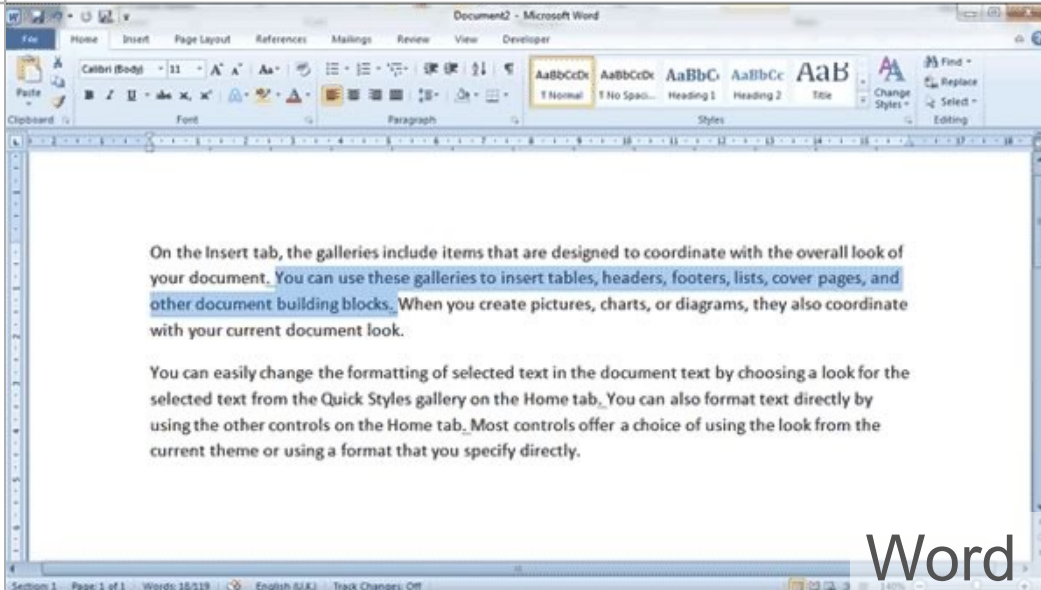 Document2 - Microsoft Word
File Home Insert Page Layout References Mailings Review View Developer
Calibri (Body) 11
Find
Replace
Select
Paste
B I U abc
AaBbCcDc AaBbCcDc AaBbC AaBbCc AaB
¶ Normal ¶ No Spaci... Heading 1 Heading 2 Title
Change
Styles
Clipboard Font Paragraph Styles Editing
On the Insert tab, the galleries include items that are designed to coordinate with the overall look of
your document. You can use these galleries to insert tables, headers, footers, lists, cover pages, and
other document building blocks. When you create pictures, charts, or diagrams, they also coordinate
with your current document look.
You can easily change the formatting of selected text in the document text by choosing a look for the
selected text from the Quick Styles gallery on the Home tab. You can also format text directly by
using the other controls on the Home tab. Most controls offer a choice of using the look from the
current theme or using a format that you specify directly.
Word
Section 1 Page: 1 of 1 Words: 18/119 English (U.K.) Track Changes: Off 140%